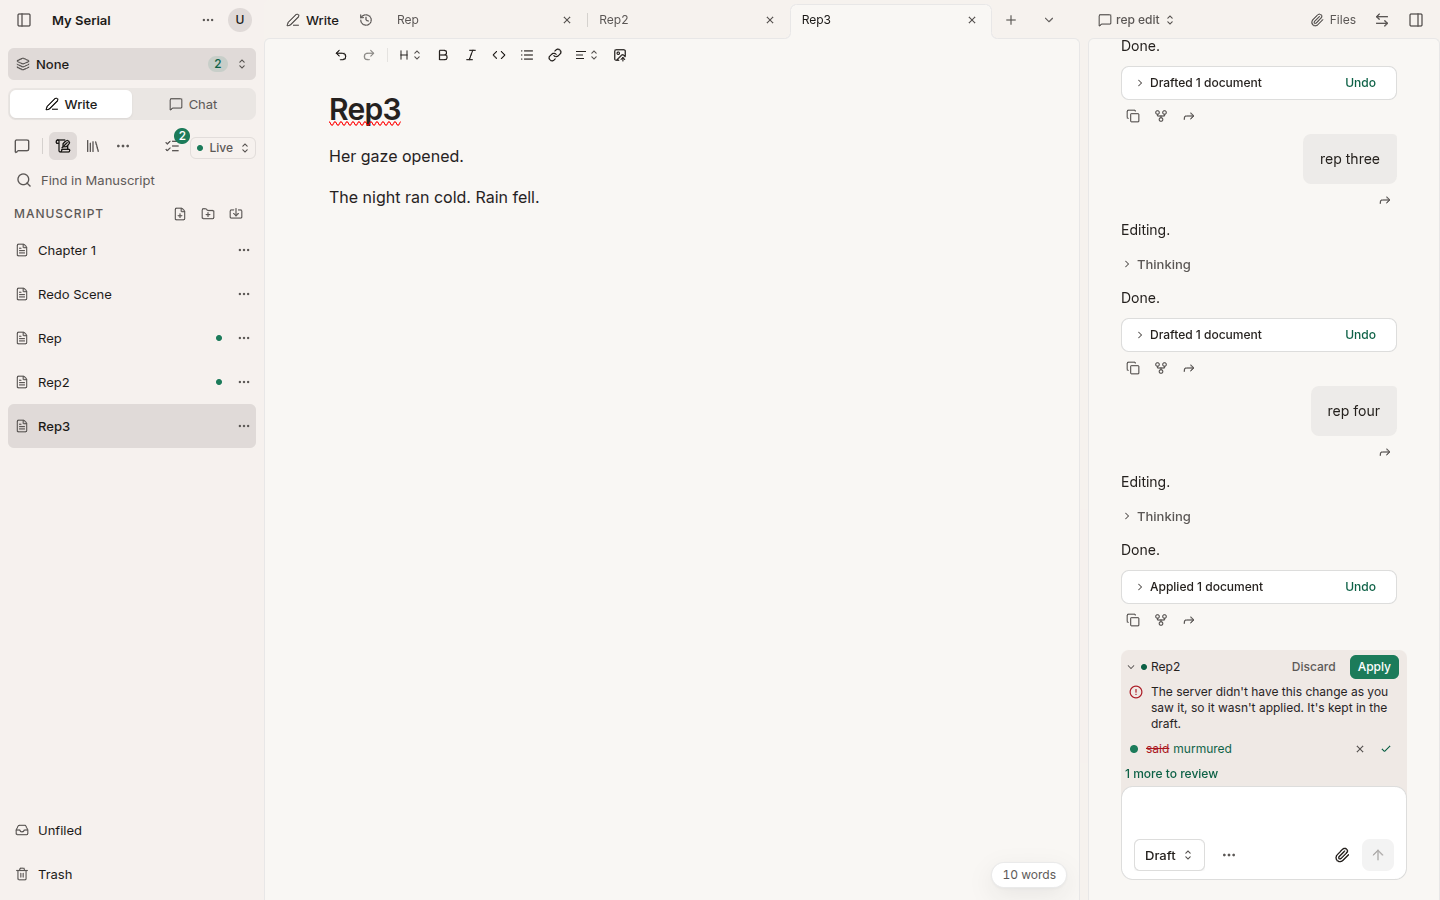 My Serial
U
None
2
Write
Chat
2
Live
Find in Manuscript
MANUSCRIPT
Chapter 1
Redo Scene
Rep
Rep2
Rep3
Unfiled
Trash
Write
Rep
Rep2
Rep3
H
B
I
Rep3
Her gaze opened.
The night ran cold. Rain fell.
10 words
rep edit
Files
Done.
Drafted 1 document
Undo
rep three
Editing.
Thinking
Done.
Drafted 1 document
Undo
rep four
Editing.
Thinking
Done.
Applied 1 document
Undo
Rep2
Discard
Apply
The server didn't have this change as you
saw it, so it wasn't applied. It's kept in the
draft.
said murmured
1 more to review
Draft